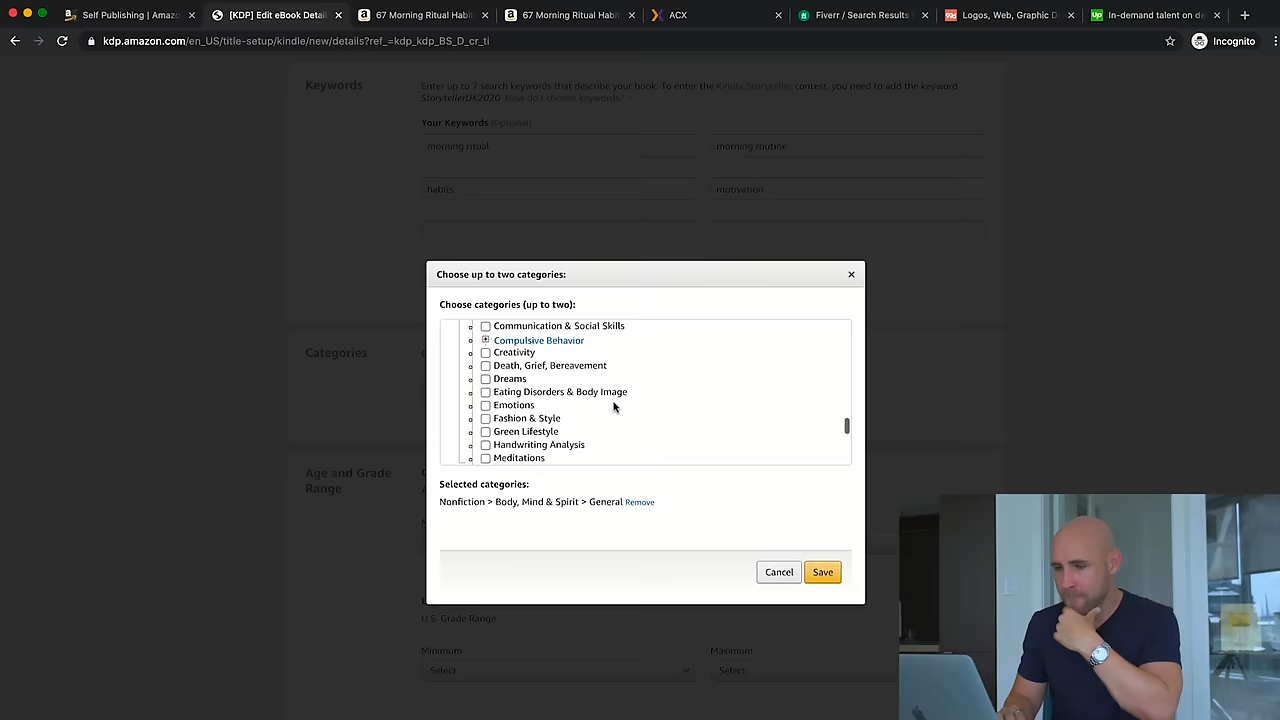 Self Publishing | Amazo
[KDP] Edit eBook Detai
67 Morning Ritual Habi
67 Morning Ritual Habi
ACX
Fiverr / Search Results
Logos, Web, Graphic D
In-demand talent on de
kdp.amazon.com/en_US/title-setup/kindle/new/details?ref_=kdp_kdp_BS_D_cr_ti
Incognito
Keywords
Enter up to 7 search keywords that describe your book. To enter the Kindle Storyteller contest, you need to add the keyword
StorytellerUK2020 How do I choose keywords?
Your Keywords (Optional)
morning ritual
morning routine
habits
motivation
Choose up to two categories:
Choose categories (up to two):
Communication & Social Skills
Compulsive Behavior
Creativity
Death, Grief, Bereavement
Dreams
Eating Disorders & Body Image
Emotions
Fashion & Style
Green Lifestyle
Handwriting Analysis
Meditations
Selected categories:
Nonfiction > Body, Mind & Spirit > General Remove
Cancel
Save
Categories
Age and Grade
Range
U.S. Grade Range
Minimum
Maximum
Select
Select